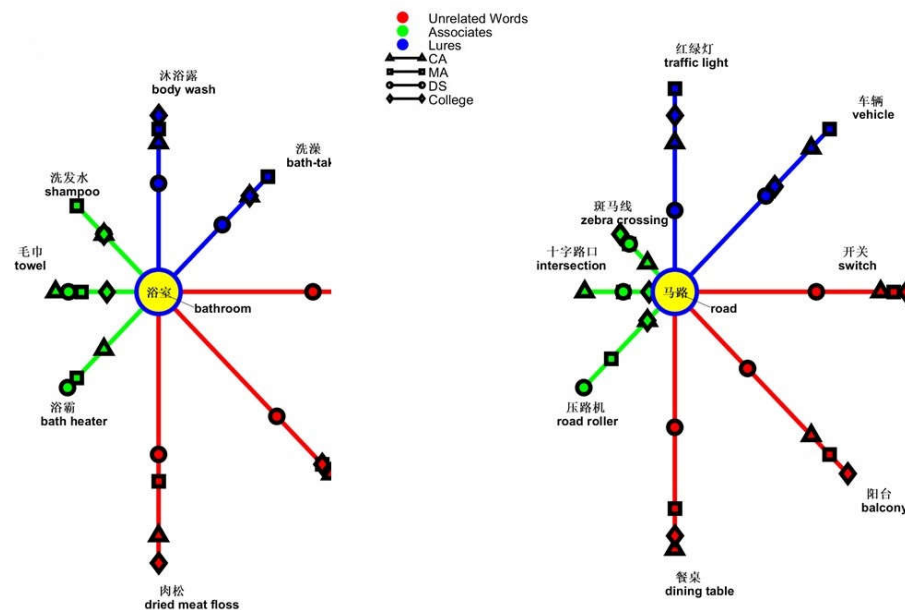 Unrelated Words
Associates
Lures
CA
MA
DS
College
沐浴露
body wash
洗澡
bath-tak
洗发水
shampoo
毛巾
towel
浴室
bathroom
浴霸
bath heater
肉松
dried meat floss
红绿灯
traffic light
车辆
vehicle
斑马线
zebra crossing
十字路口
intersection
开关
switch
马路
road
压路机
road roller
阳台
balcony
餐桌
dining table